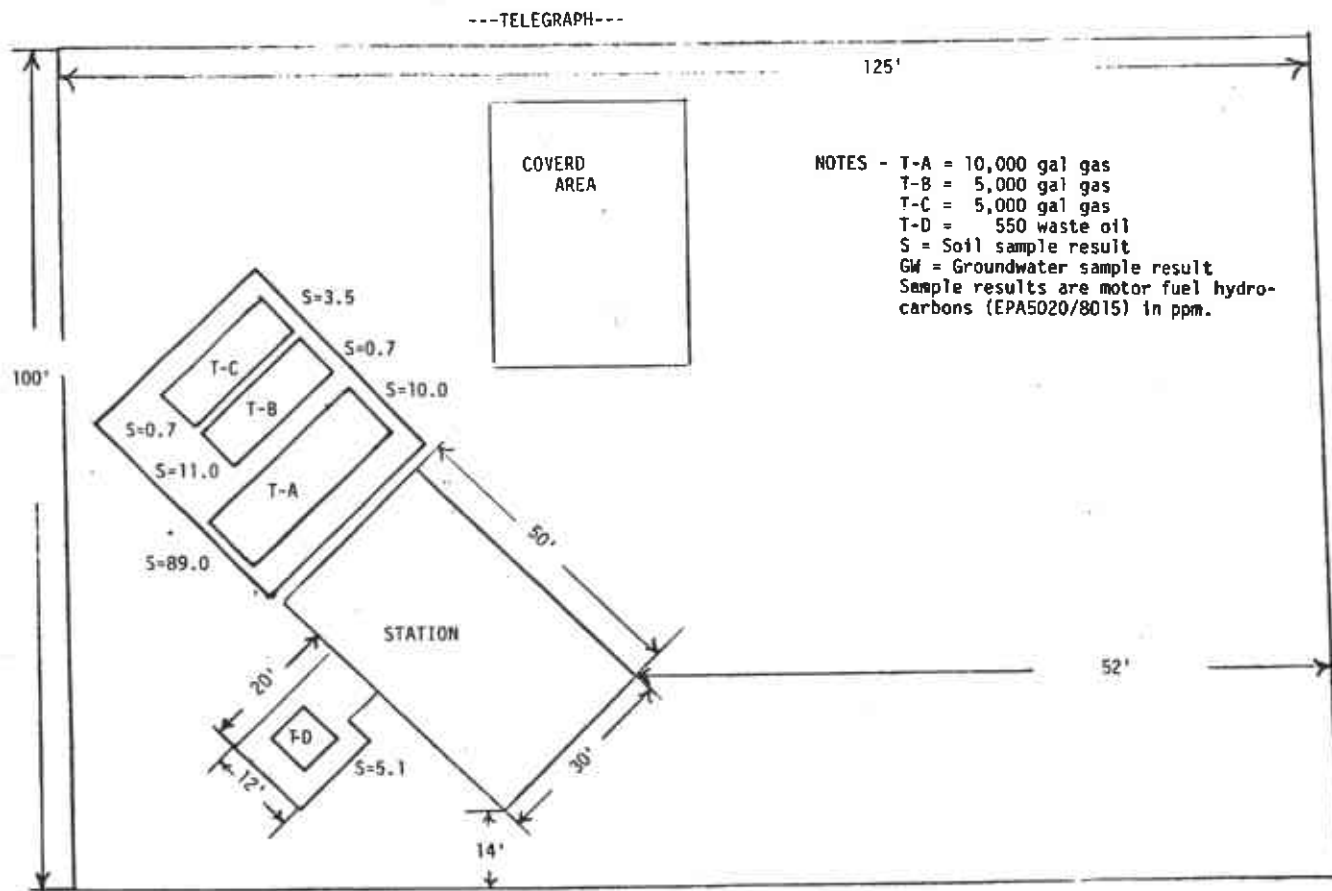 ---TELEGRAPH---
125'
COVERD
AREA
NOTES - T-A = 10,000 gal gas
T-B = 5,000 gal gas
T-C = 5,000 gal gas
T-D = 550 waste oil
S = Soil sample result
GW = Groundwater sample result
Sample results are motor fuel hydro-
carbons (EPA5020/8015) in ppm.
S=3.5
S=0.7
100'
T-C
S=10.0
T-B
S=0.7
S=11.0
T-A
50'
S=89.0
STATION
52'
20'
T-D
30'
S=5.1
12'
14'